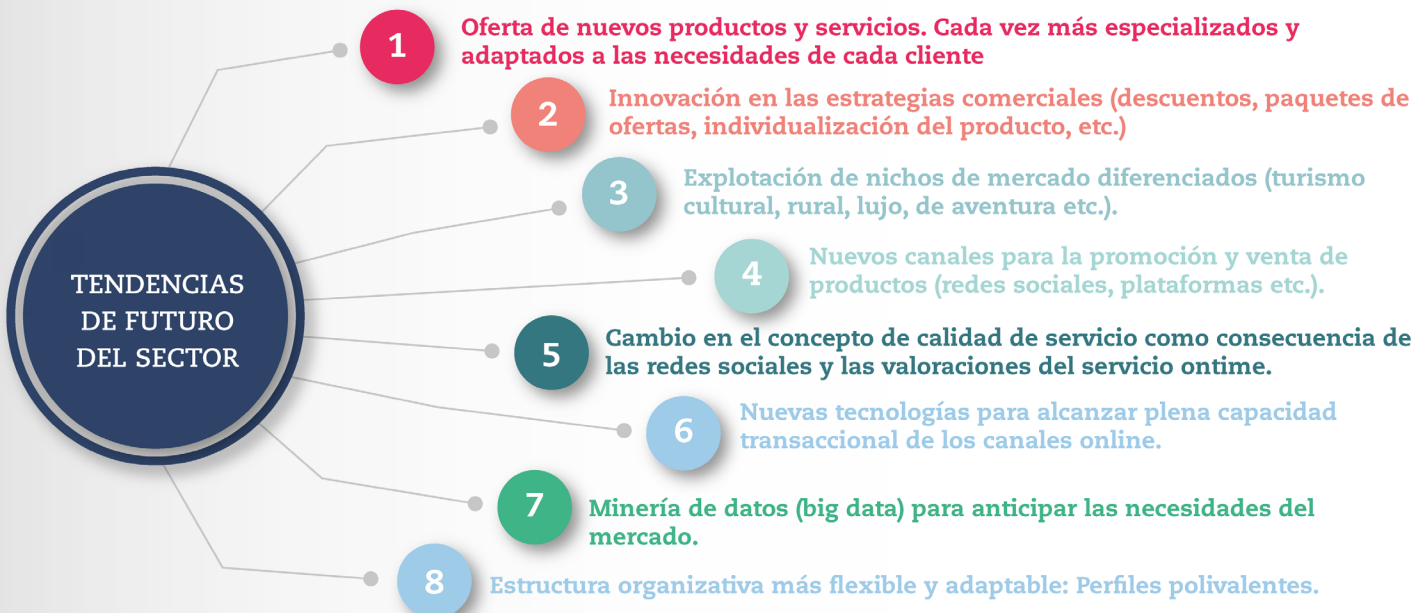 TENDENCIAS
DE FUTURO
DEL SECTOR
1
Oferta de nuevos productos y servicios. Cada vez más especializados y
adaptados a las necesidades de cada cliente
2
Innovación en las estrategias comerciales (descuentos, paquetes de
ofertas, individualización del producto, etc.)
3
Explotación de nichos de mercado diferenciados (turismo
cultural, rural, lujo, de aventura etc.).
4
Nuevos canales para la promoción y venta de
productos (redes sociales, plataformas etc.).
5
Cambio en el concepto de calidad de servicio como consecuencia de
las redes sociales y las valoraciones del servicio ontime.
6
Nuevas tecnologías para alcanzar plena capacidad
transaccional de los canales online.
7
Minería de datos (big data) para anticipar las necesidades del
mercado.
8
Estructura organizativa más flexible y adaptable: Perfiles polivalentes.